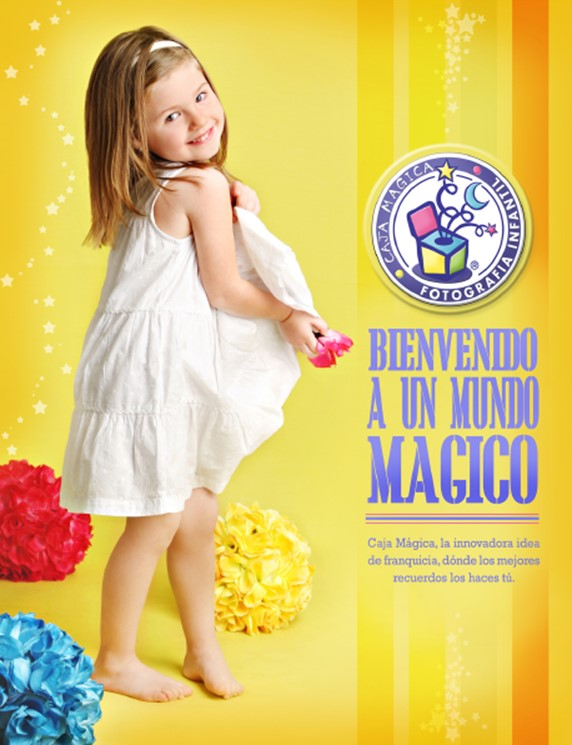 CAJA MAGICA
FOTOGRAFIA INFANTIL
®
BIENVENIDO
A UN MUNDO
MAGICO
Caja Mágica, la innovadora idea
de franquicia, dónde los mejores
recuerdos los haces tú.